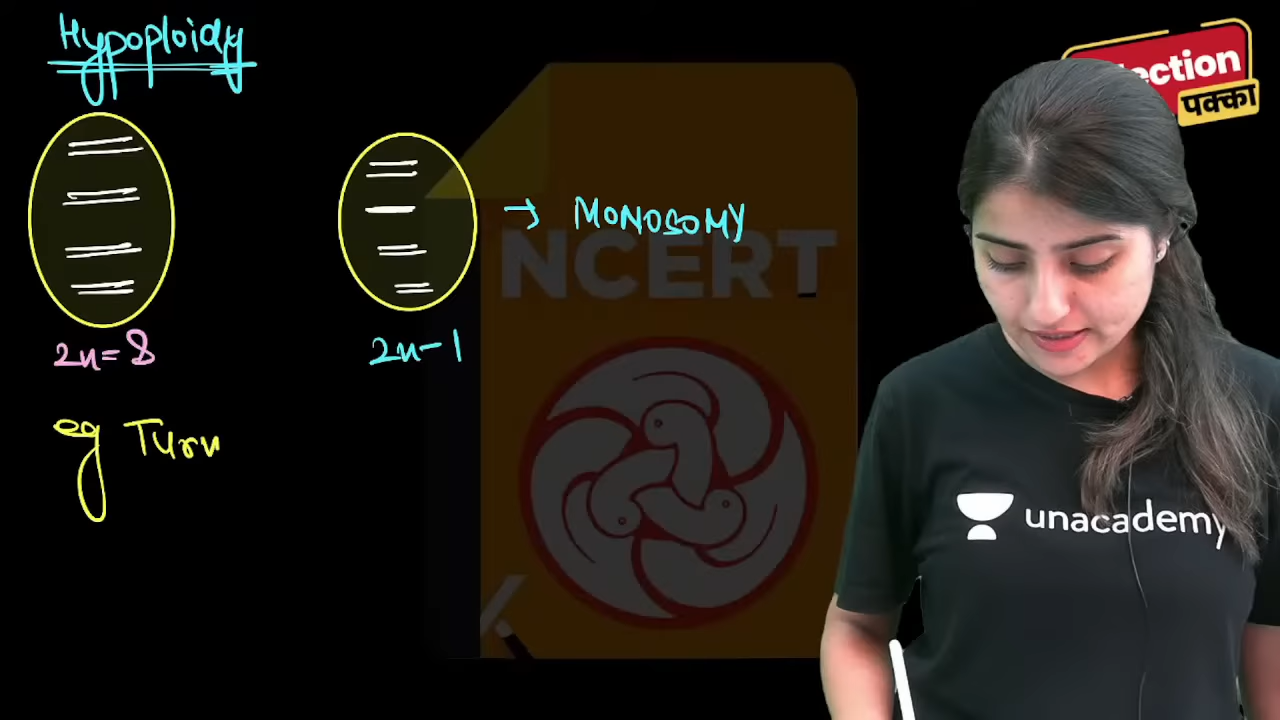 Hypoploidy
ection
पक्का
→ MONOSOMY
NCERT
2n=8
2n-1
eg Turn
unacademy